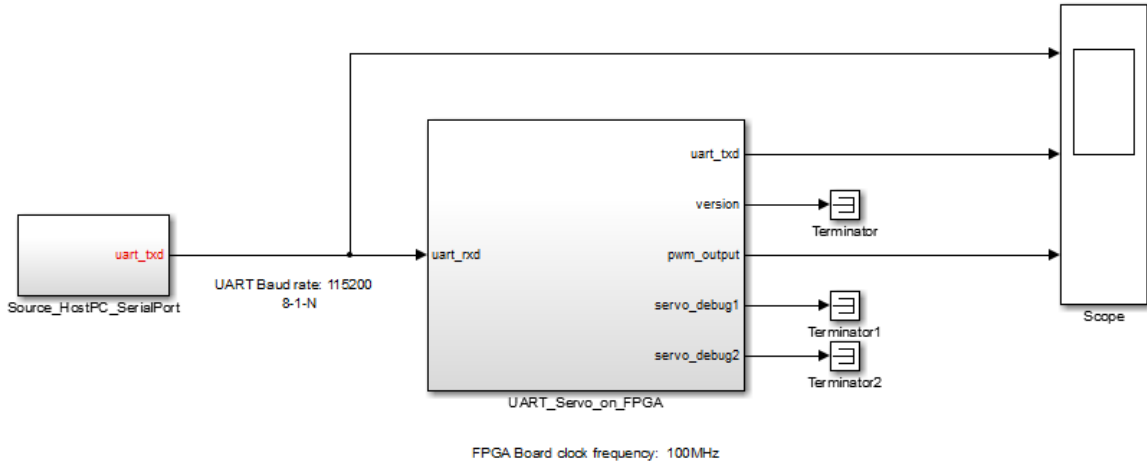 uart_txd
version
Terminator
uart_txd
uart_rxd
pwm_output
UART Baud rate: 115200
8-1-N
Source_HostPC_SerialPort
servo_debug1
Terminator1
Scope
servo_debug2
Terminator2
UART_Servo_on_FPGA
FPGA Board clock frequency: 100MHz